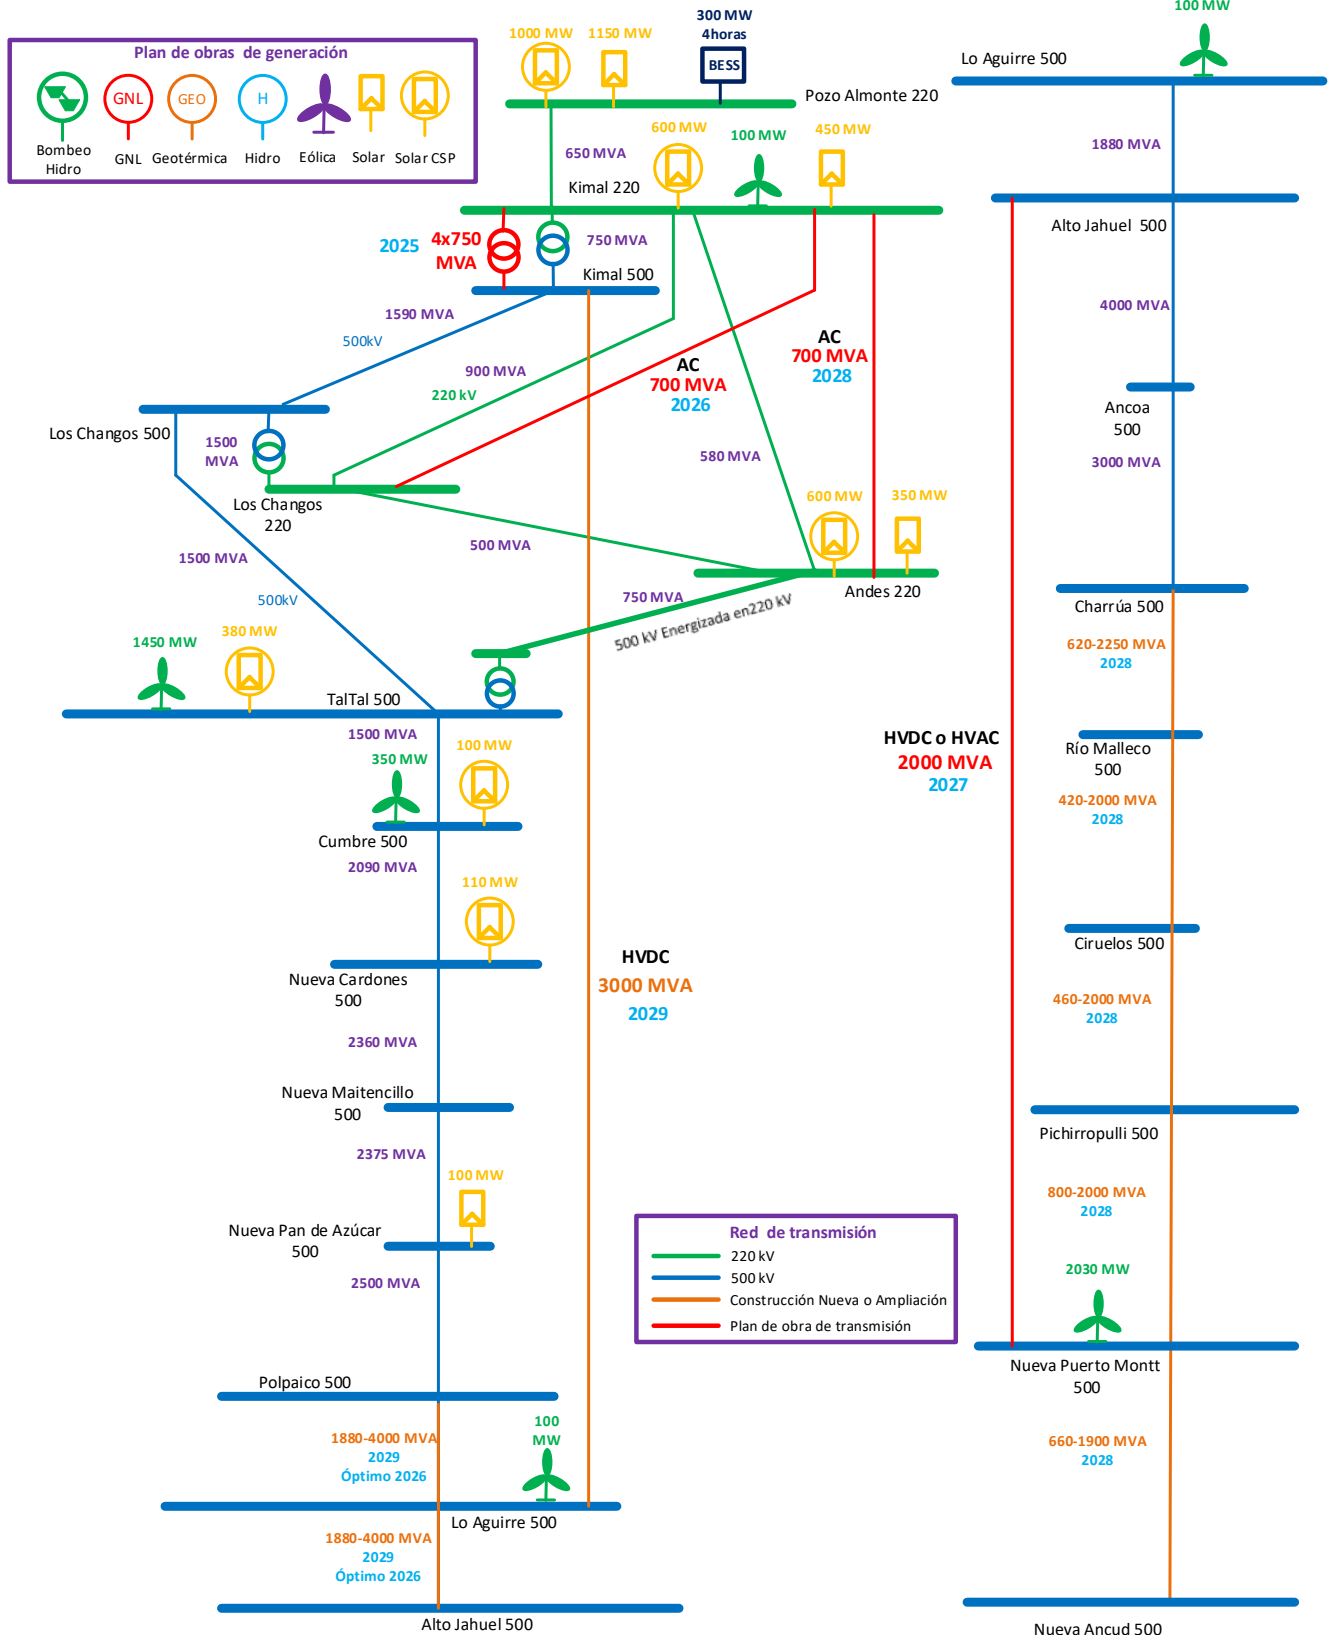 Plan de obras de generación
GNL
GEO
H
Bombeo
Hidro
GNL
Geotérmica
Hidro
Eólica
Solar
Solar CSP
1000 MW
1150 MW
300 MW
4horas
BESS
Pozo Almonte 220
650 MVA
Kimal 220
600 MW
100 MW
450 MW
2025
4x750
MVA
750 MVA
Kimal 500
1590 MVA
500kV
900 MVA
220 kV
AC
700 MVA
2026
AC
700 MVA
2028
Los Changos 500
1500
MVA
Los Changos
220
580 MVA
600 MW
350 MW
500 MVA
1500 MVA
500kV
Andes 220
750 MVA
500 kV Energizada en220 kV
1450 MW
380 MW
TalTal 500
1500 MVA
350 MW
100 MW
Cumbre 500
2090 MVA
110 MW
Nueva Cardones
500
2360 MVA
HVDC
3000 MVA
2029
Nueva Maitencillo
500
2375 MVA
100 MW
Nueva Pan de Azúcar
500
2500 MVA
Polpaico 500
1880-4000 MVA
2029
Óptimo 2026
100
MW
Lo Aguirre 500
1880-4000 MVA
2029
Óptimo 2026
Alto Jahuel 500
Red de transmisión
220 kV
500 kV
Construcción Nueva o Ampliación
Plan de obra de transmisión
100 MW
Lo Aguirre 500
1880 MVA
Alto Jahuel 500
4000 MVA
Ancoa
500
3000 MVA
Charrúa 500
620-2250 MVA
2028
Río Malleco
500
HVDC o HVAC
2000 MVA
2027
420-2000 MVA
2028
Ciruelos 500
460-2000 MVA
2028
Pichirropulli 500
800-2000 MVA
2028
2030 MW
Nueva Puerto Montt
500
660-1900 MVA
2028
Nueva Ancud 500